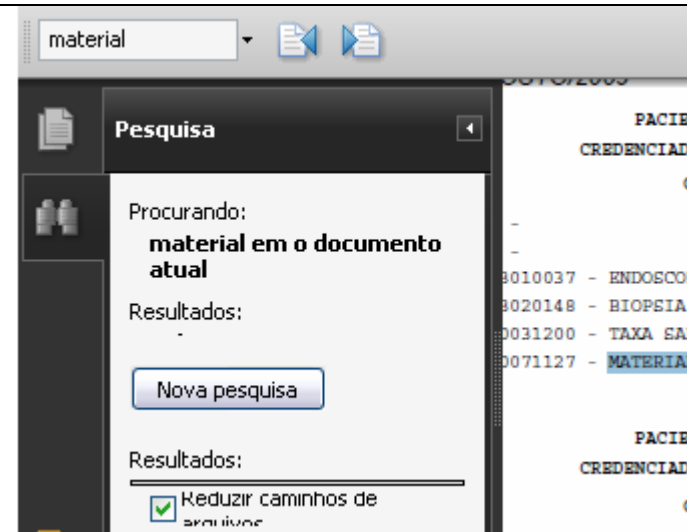 material
Pesquisa
Procurando:
material em o documento
atual
Resultados:
-
Nova pesquisa
Resultados:
Reduzir caminhos de
arquivos
PACIE
CREDENCIAD
-
-
3010037 - ENDOSCO
3020148 - BIOPSIA
0031200 - TAXA SA
0071127 - MATERIA
PACIE
CREDENCIAD